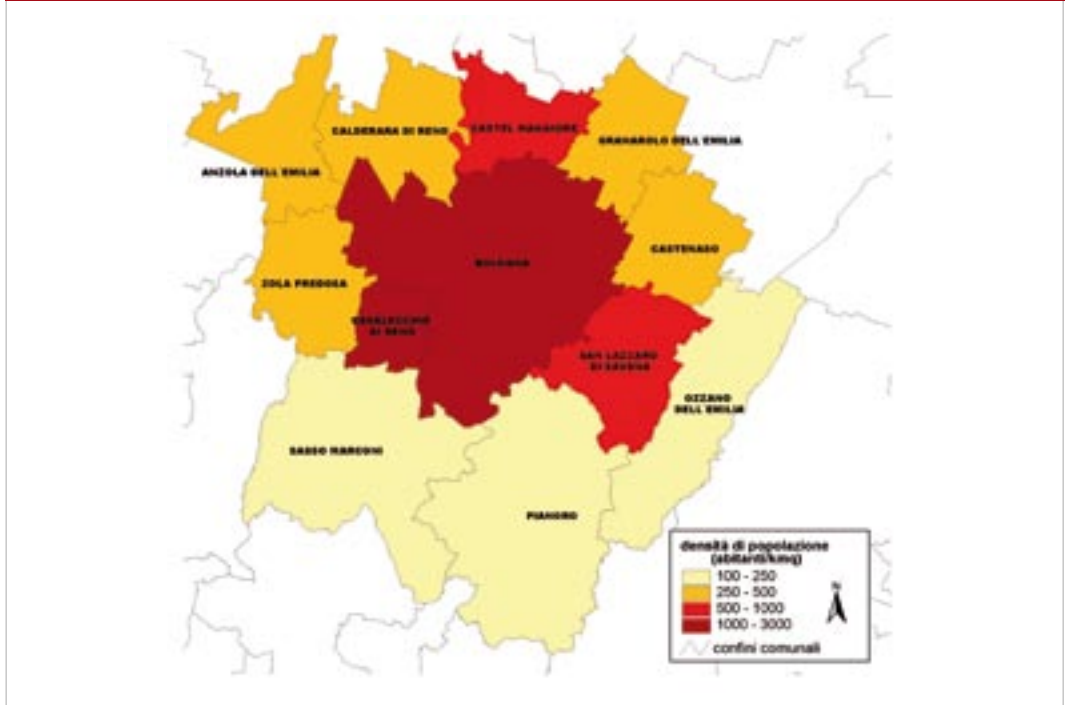 CALDERARA DI RENO
CASTEL MAGGIORE
GRANAROLO DELL EMILIA
ANZOLA DELL EMILIA
CASTENASO
BOLOGNA
ZOLA PREDOSA
CASALECCHIO
DI RENO
SAN LAZZARO
DI SAVENA
OZZANO
DELL EMILIA
SASSO MARCONI
PIANORO
densità di popolazione
(abitanti/kmq)
100 - 250
250 - 500
500 - 1000
1000 - 3000
confini comunali
N